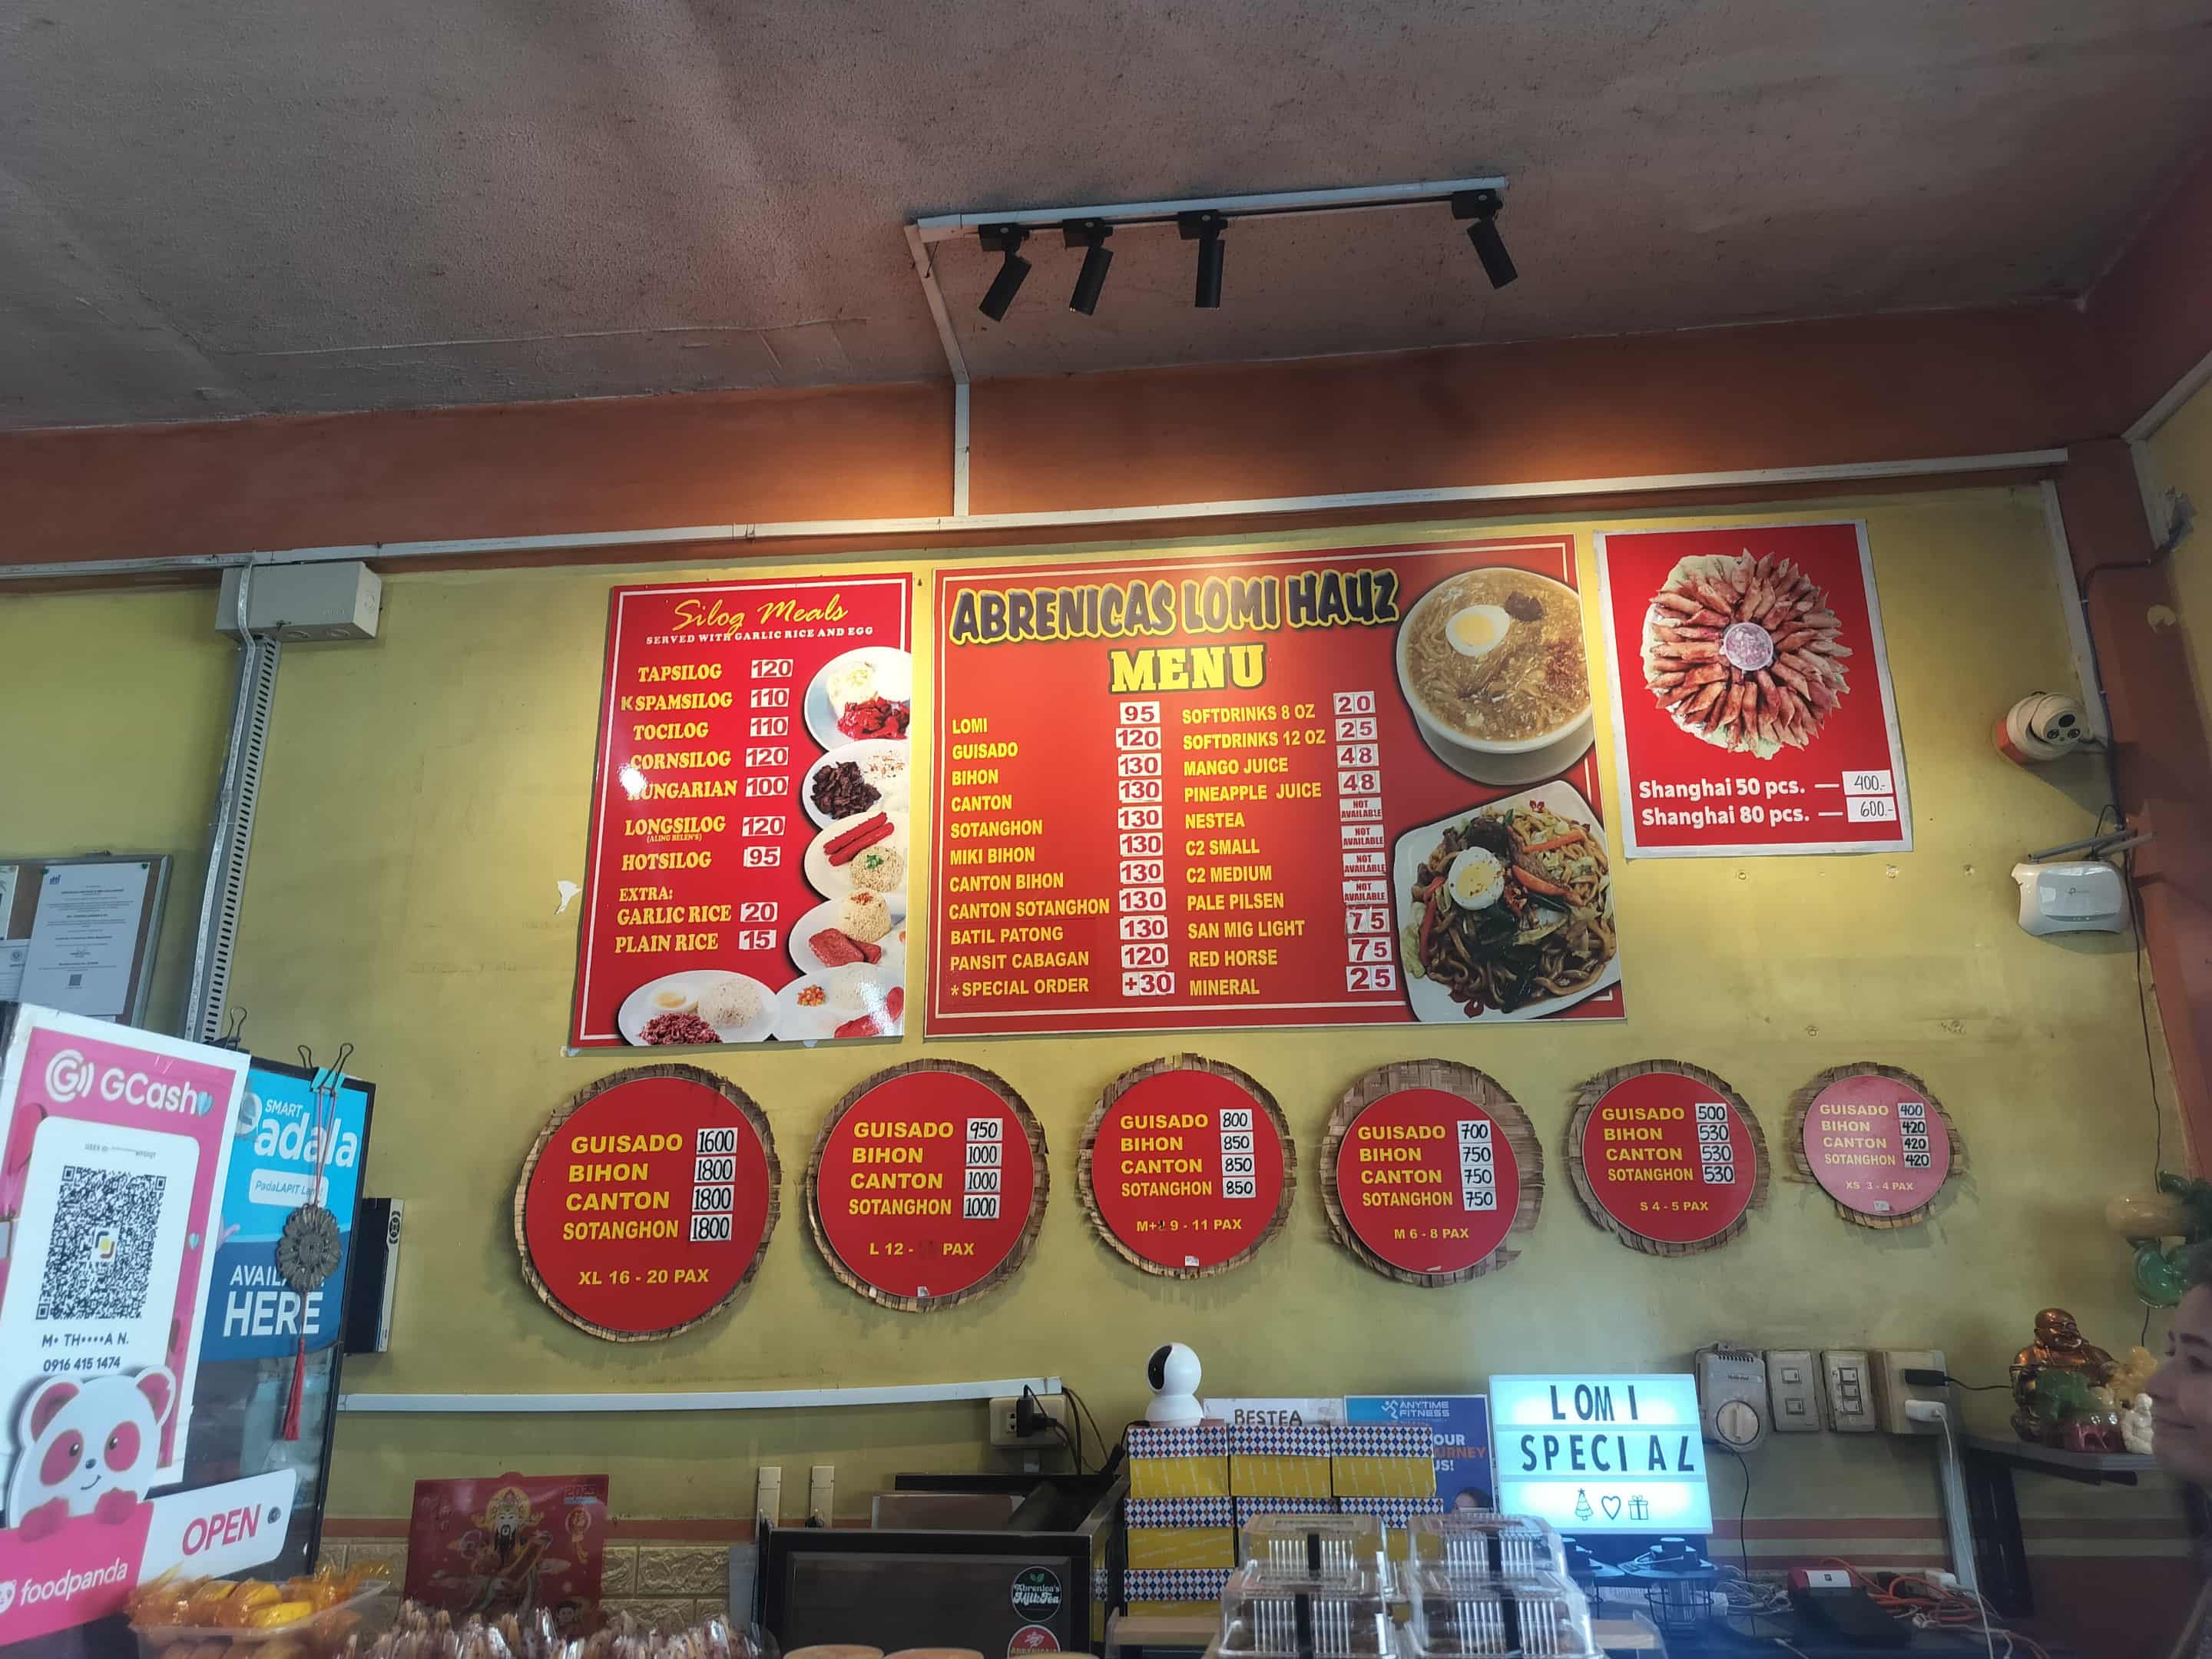 Silog Meals
SERVED WITH GARLIC RICE AND EGG
TAPSILOG 120
KSPAMSILOG 110
TOCILOG 110
CORNSILOG 120
HUNGARIAN 100
LONGSILOG 120
(ALING BELEN'S)
HOTSILOG 95
EXTRA:
GARLIC RICE 20
PLAIN RICE 15
ABRENICAS LOMI HAUZ
MENU
LOMI 95
GUISADO 120
BIHON 130
CANTON 130
SOTANGHON 130
MIKI BIHON 130
CANTON BIHON 130
CANTON SOTANGHON 130
BATIL PATONG 130
PANSIT CABAGAN 120
*SPECIAL ORDER +30
SOFTDRINKS 8 OZ 20
SOFTDRINKS 12 OZ 25
MANGO JUICE 48
PINEAPPLE JUICE 48
NESTEA NOT AVAILABLE
C2 SMALL NOT AVAILABLE
C2 MEDIUM NOT AVAILABLE
PALE PILSEN NOT AVAILABLE
SAN MIG LIGHT 75
RED HORSE 75
MINERAL 25
Shanghai 50 pcs. — 400.-
Shanghai 80 pcs. — 600.-
GUISADO 1600
BIHON 1800
CANTON 1800
SOTANGHON 1800
XL 16 - 20 PAX
GUISADO 950
BIHON 1000
CANTON 1000
SOTANGHON 1000
L 12 - PAX
GUISADO 800
BIHON 850
CANTON 850
SOTANGHON 850
M+ 9 - 11 PAX
GUISADO 700
BIHON 750
CANTON 750
SOTANGHON 750
M 6 - 8 PAX
GUISADO 500
BIHON 530
CANTON 530
SOTANGHON 530
S 4 - 5 PAX
GUISADO 400
BIHON 420
CANTON 420
SOTANGHON 420
XS 3 - 4 PAX
GCash
M• TH••••A N.
0916 415 1474
OPEN
foodpanda
SMART
Padala
PadaLAPIT
HERE
BESTEA
ANYTIME
FITNESS
LOMI
SPECIAL
2025
Abrenica's
MilkTea